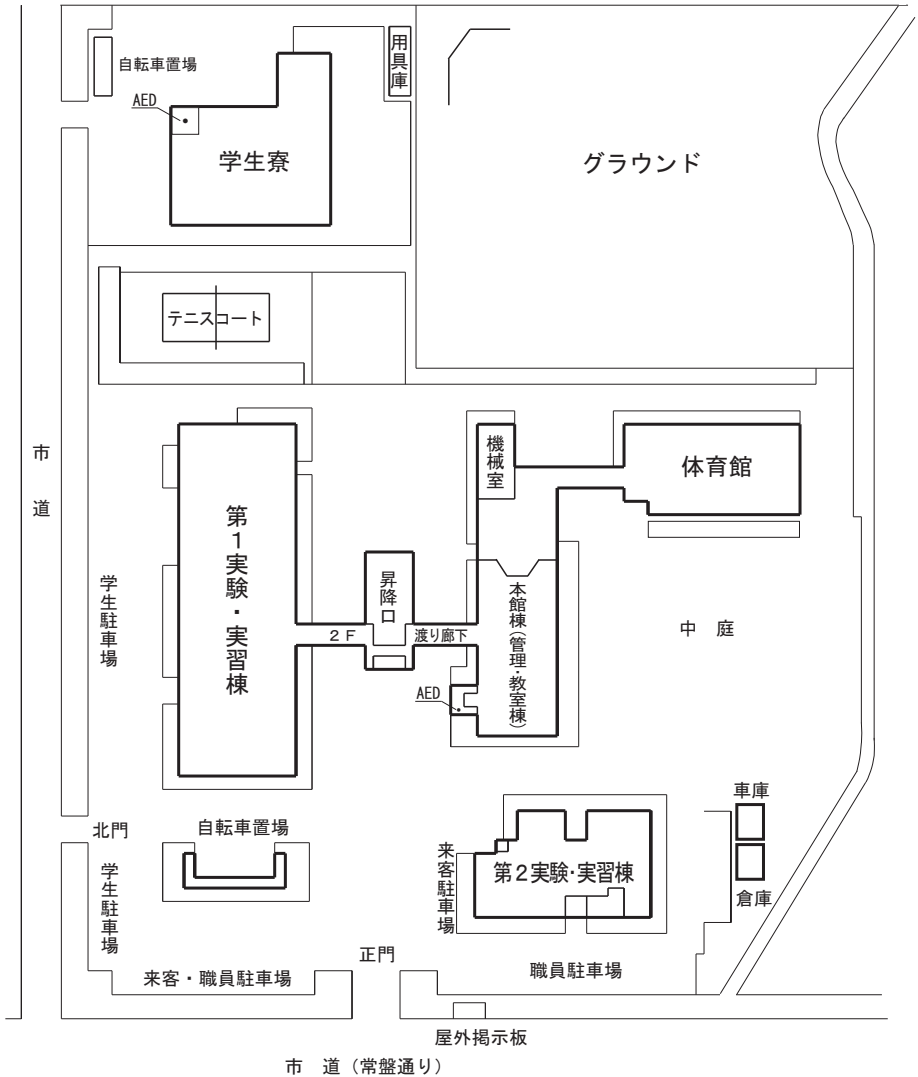 用具庫
自転車置場
AED
学生寮
グラウンド
テニスコート
市道
機械室
体育館
第1実験・実習棟
昇降口
学生駐車場
2F
渡り廊下
本館棟(管理・教室棟)
中庭
AED
車庫
北門
自転車置場
来客駐車場
第2実験・実習棟
学生駐車場
倉庫
正門
来客・職員駐車場
職員駐車場
屋外掲示板
市 道 (常盤通り)